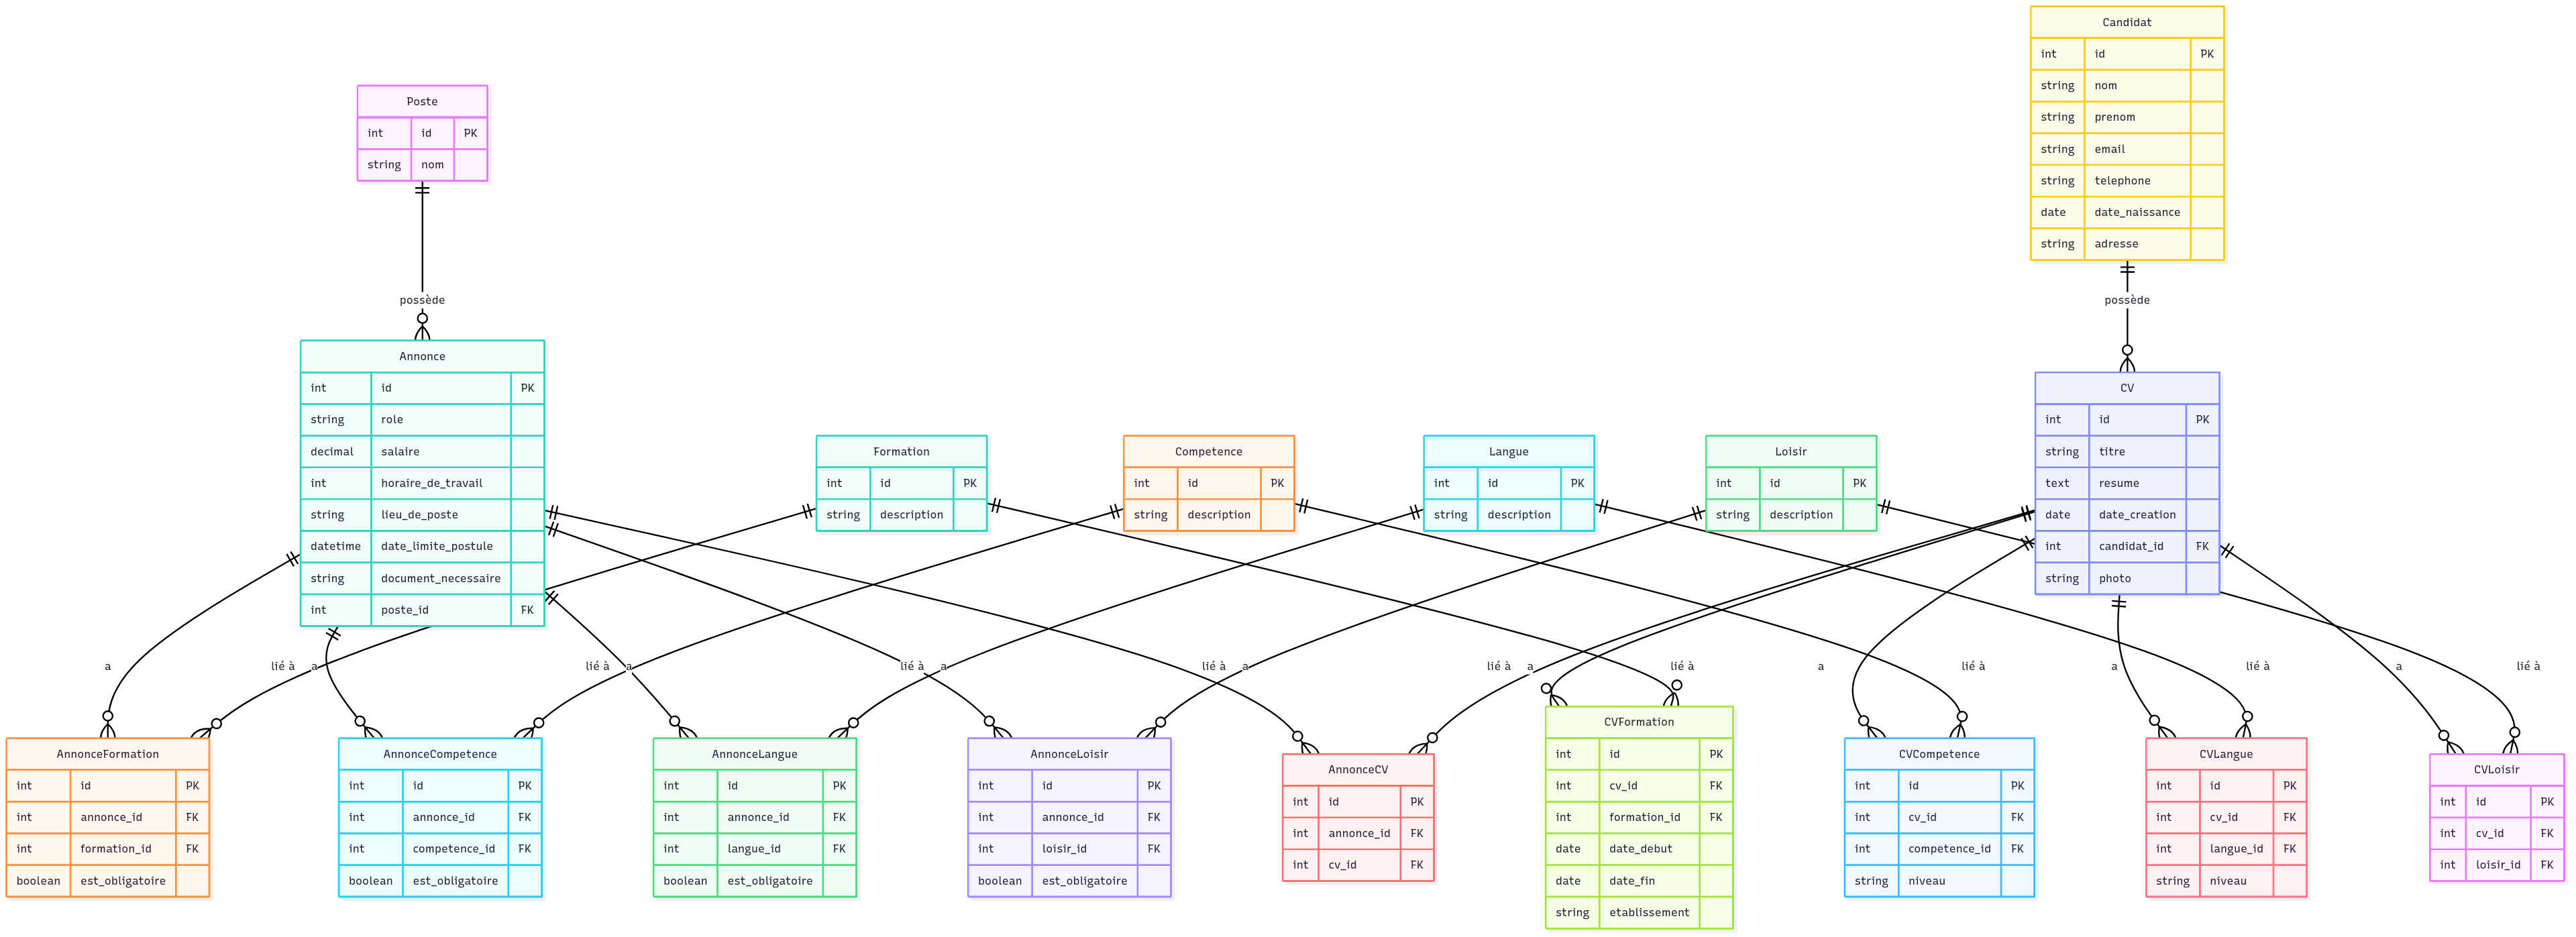 Candidat
int id PK
string nom
string prenom
string email
string telephone
date date_naissance
string adresse
Poste
int id PK
string nom
possède
possède
Annonce
int id PK
string role
decimal salaire
int horaire_de_travail
string lieu_de_poste
datetime date_limite_postule
string document_necessaire
int poste_id FK
Formation
int id PK
string description
Competence
int id PK
string description
Langue
int id PK
string description
Loisir
int id PK
string description
CV
int id PK
string titre
text resume
date date_creation
int candidat_id FK
string photo
a
lié à
a
lié à
a
lié à
a
lié à
a
lié à
a
lié à
a
lié à
a
lié à
a
lié à
AnnonceFormation
int id PK
int annonce_id FK
int formation_id FK
boolean est_obligatoire
AnnonceCompetence
int id PK
int annonce_id FK
int competence_id FK
boolean est_obligatoire
AnnonceLangue
int id PK
int annonce_id FK
int langue_id FK
boolean est_obligatoire
AnnonceLoisir
int id PK
int annonce_id FK
int loisir_id FK
boolean est_obligatoire
AnnonceCV
int id PK
int annonce_id FK
int cv_id FK
CVFormation
int id PK
int cv_id FK
int formation_id FK
date date_debut
date date_fin
string etablissement
CVCompetence
int id PK
int cv_id FK
int competence_id FK
string niveau
CVLangue
int id PK
int cv_id FK
int langue_id FK
string niveau
CVLoisir
int id PK
int cv_id FK
int loisir_id FK